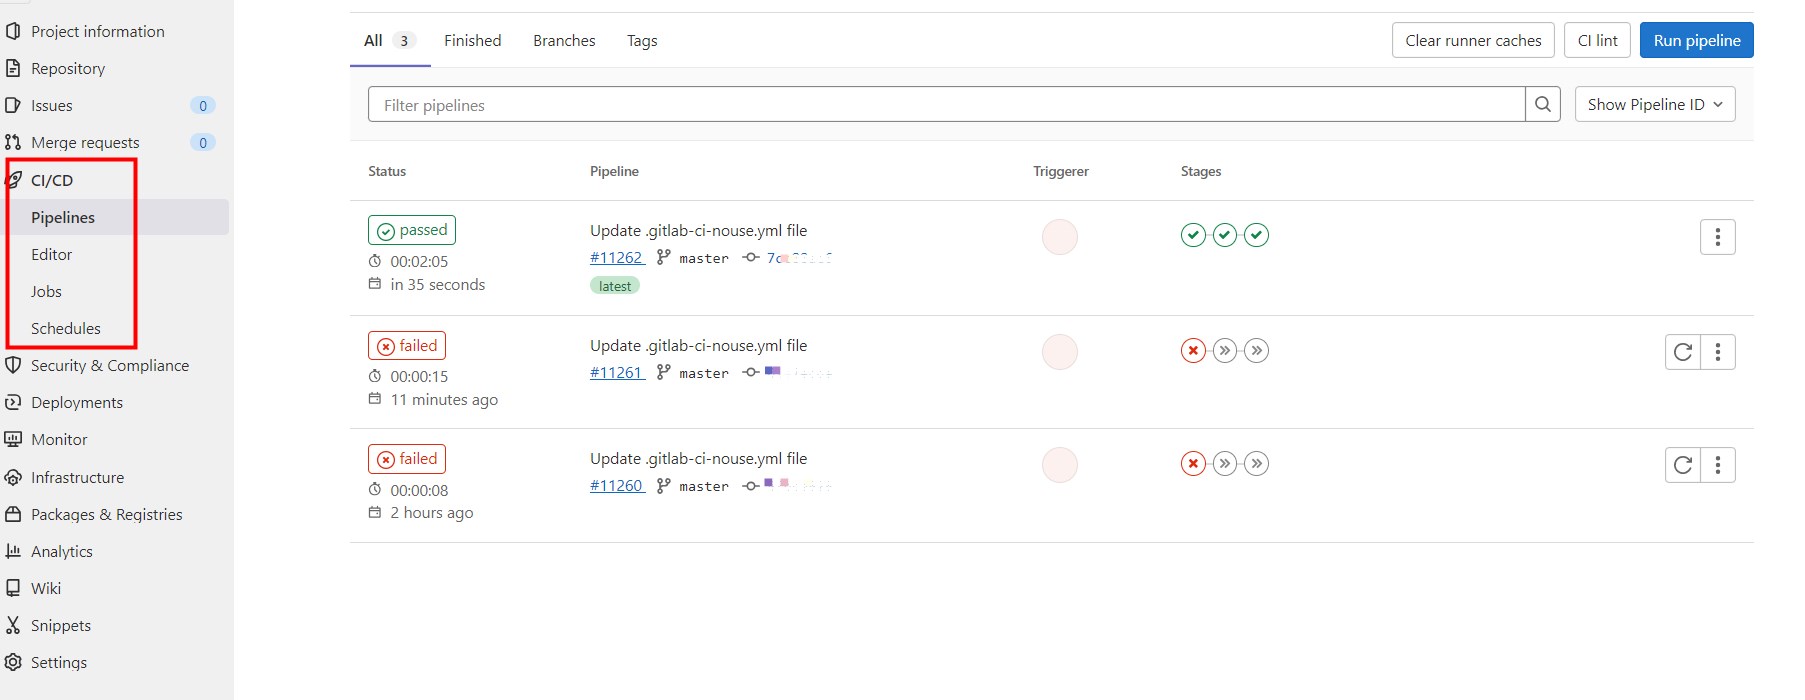 Project information
Repository
Issues 0
Merge requests 0
CI/CD
Pipelines
Editor
Jobs
Schedules
Security & Compliance
Deployments
Monitor
Infrastructure
Packages & Registries
Analytics
Wiki
Snippets
Settings
All 3 Finished Branches Tags Clear runner caches CI lint Run pipeline
Filter pipelines Show Pipeline ID
Status Pipeline Triggerer Stages
passed Update .gitlab-ci-nouse.yml file
00:02:05 #11262 master
in 35 seconds latest
failed Update .gitlab-ci-nouse.yml file
00:00:15 #11261 master
11 minutes ago
failed Update .gitlab-ci-nouse.yml file
00:00:08 #11260 master
2 hours ago